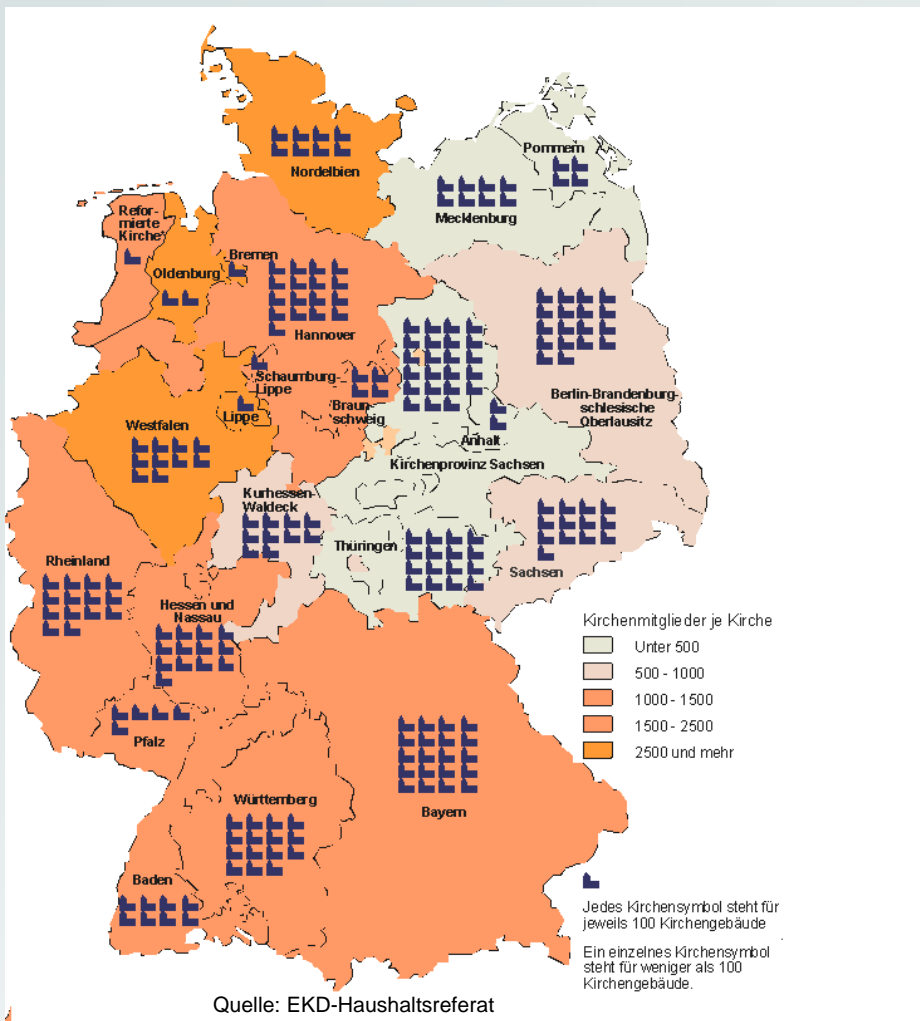 Nordelbien
Pommern
Mecklenburg
Refor-
mierte
Kirche*
Oldenburg
Bremen
Hannover
Schaumburg-
Lippe
Lippe
Braun-
schweig
Westfalen
Berlin-Brandenburg-
schlesische
Oberlausitz
Anhalt
Kirchenprovinz Sachsen
Kurhessen-
Waldeck
Thüringen
Sachsen
Rheinland
Hessen und
Nassau
Pfalz
Württemberg
Bayern
Baden
Kirchenmitglieder je Kirche
Unter 500
500 - 1000
1000 - 1500
1500 - 2500
2500 und mehr
Jedes Kirchensymbol steht für
jeweils 100 Kirchengebäude
Ein einzelnes Kirchensymbol
steht für weniger als 100
Kirchengebäude.
Quelle: EKD-Haushaltsreferat